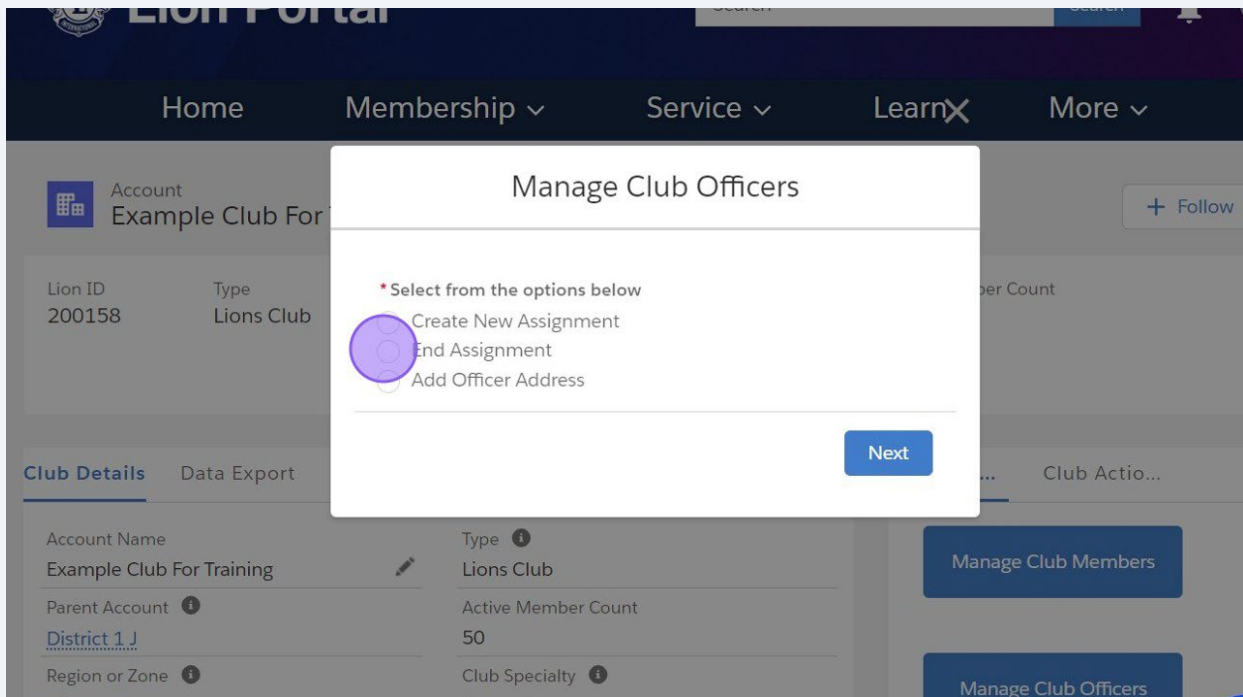 Lion Portal
Search Search
Home Membership Service Learn More
Account
Example Club For
Manage Club Officers
+ Follow
Lion ID Type
200158 Lions Club
*Select from the options below
Create New Assignment
End Assignment
Add Officer Address
Count
Next
Club Details Data Export
... Club Actio...
Account Name Type
Example Club For Training Lions Club
Manage Club Members
Parent Account Active Member Count
District 1 J 50
Region or Zone Club Specialty
Manage Club Officers